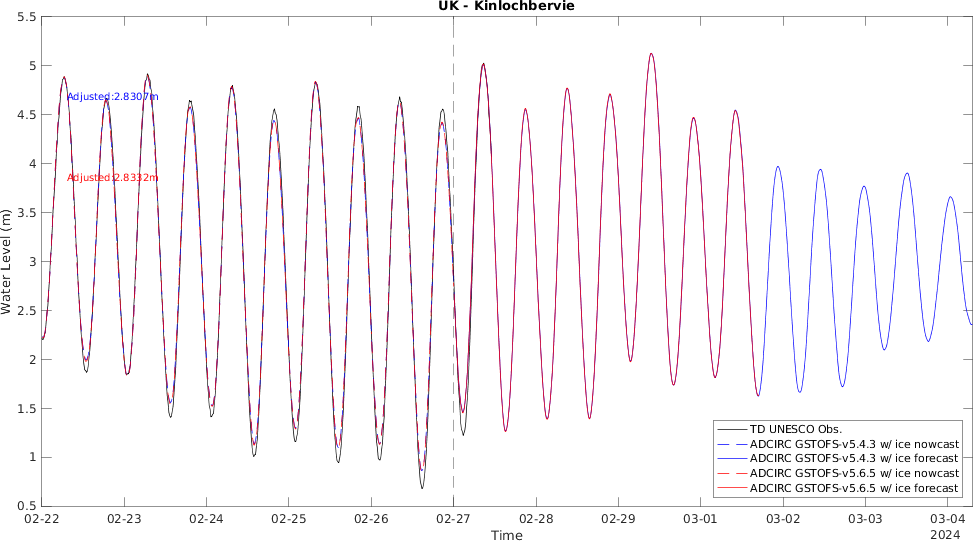 UK - Kinlochbervie
5.5
5
4.5
4
3.5
3
2.5
2
1.5
1
0.5
Water Level (m)
Adjusted:2.8307m
Adjusted:2.8332m
TD UNESCO Obs.
ADCIRC GSTOFS-v5.4.3 w/ ice nowcast
ADCIRC GSTOFS-v5.4.3 w/ ice forecast
ADCIRC GSTOFS-v5.6.5 w/ ice nowcast
ADCIRC GSTOFS-v5.6.5 w/ ice forecast
02-22 02-23 02-24 02-25 02-26 02-27 02-28 02-29 03-01 03-02 03-03 03-04
2024
Time